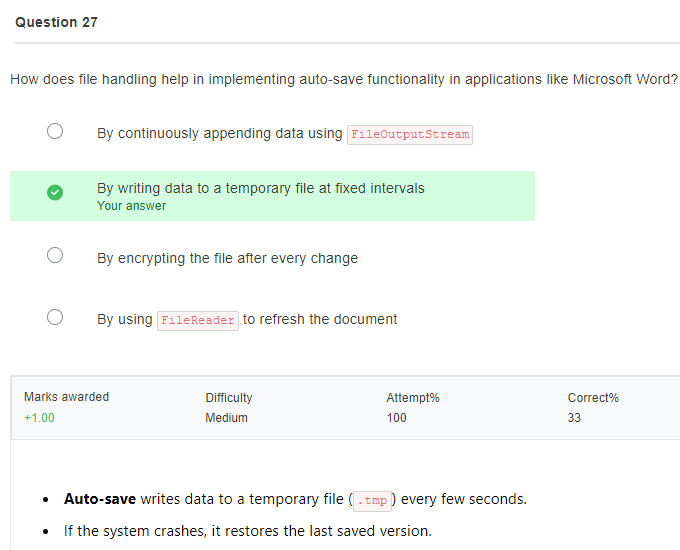 Question 27
How does file handling help in implementing auto-save functionality in applications like Microsoft Word?
By continuously appending data using FileOutputStream
By writing data to a temporary file at fixed intervals
Your answer
By encrypting the file after every change
By using FileReader to refresh the document
Marks awarded Difficulty Attempt% Correct%
+1.00 Medium 100 33
• Auto-save writes data to a temporary file (.tmp) every few seconds.
• If the system crashes, it restores the last saved version.